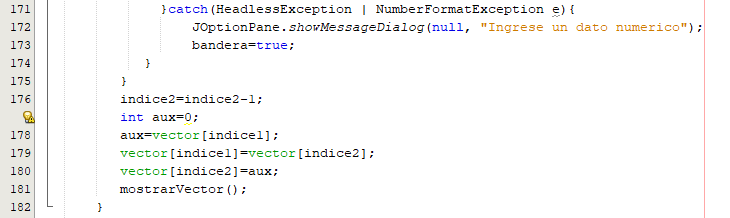 171 }catch(HeadlessException | NumberFormatException e){
172 JOptionPane.showMessageDialog(null, "Ingrese un dato numerico");
173 bandera=true;
174 }
175 }
176 indice2=indice2-1;
int aux=0;
178 aux=vector[indice1];
179 vector[indice1]=vector[indice2];
180 vector[indice2]=aux;
181 mostrarVector();
182 }